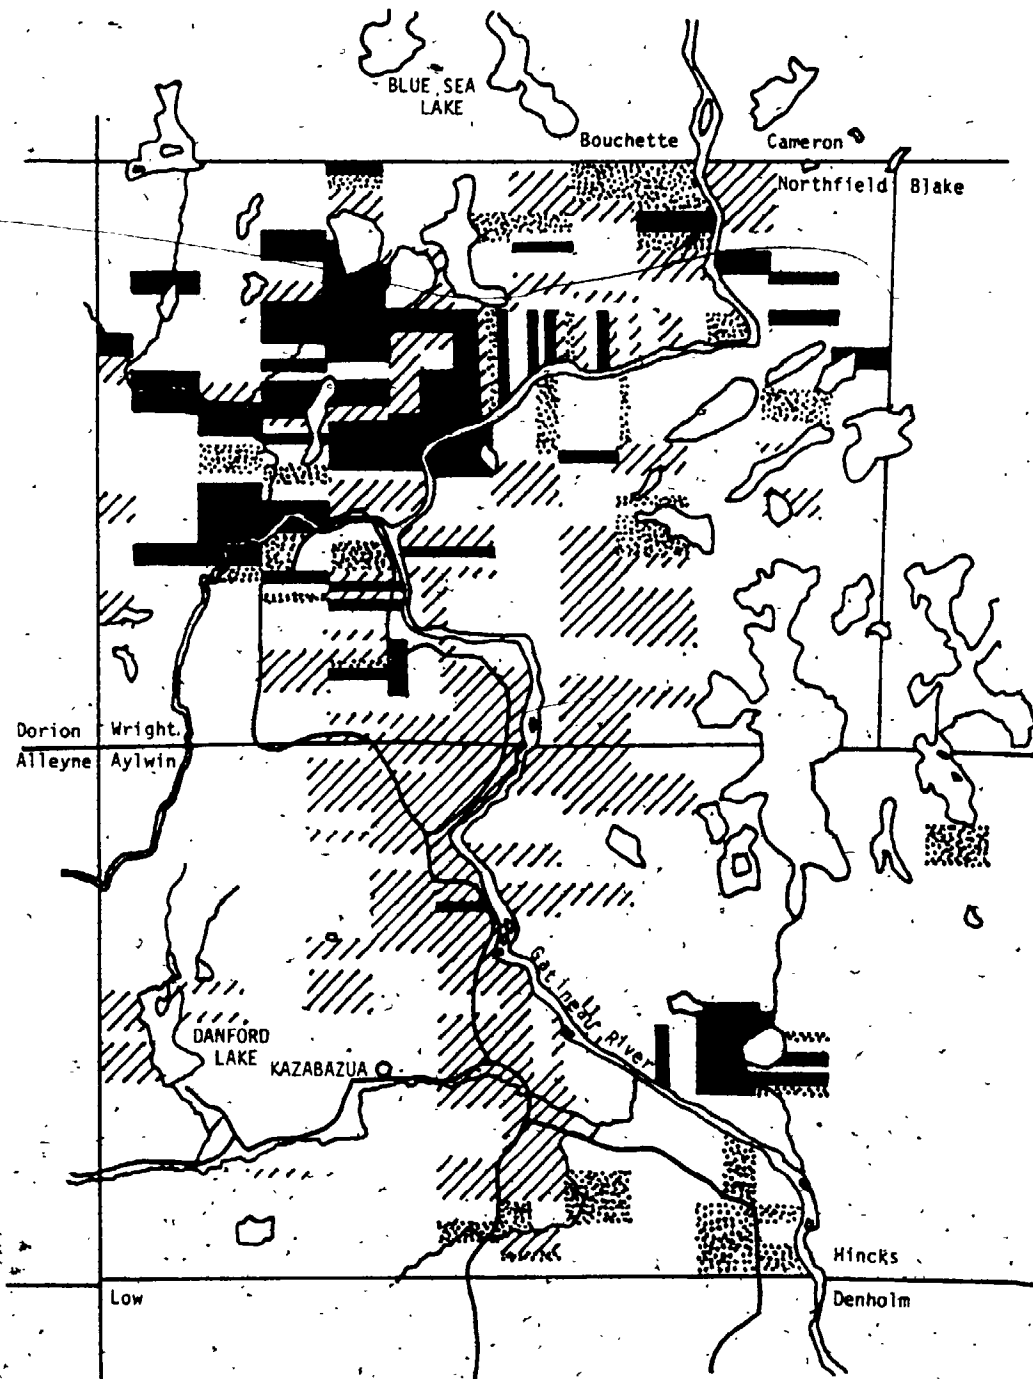 BLUE SEA
LAKE
Bouchette
Cameron
Northfield
Blake
Dorion
Wright
Alleyne
Aylwin
Gatineau River
DANFORD
LAKE
KAZABAZUA
Hincks
Low
Denholm